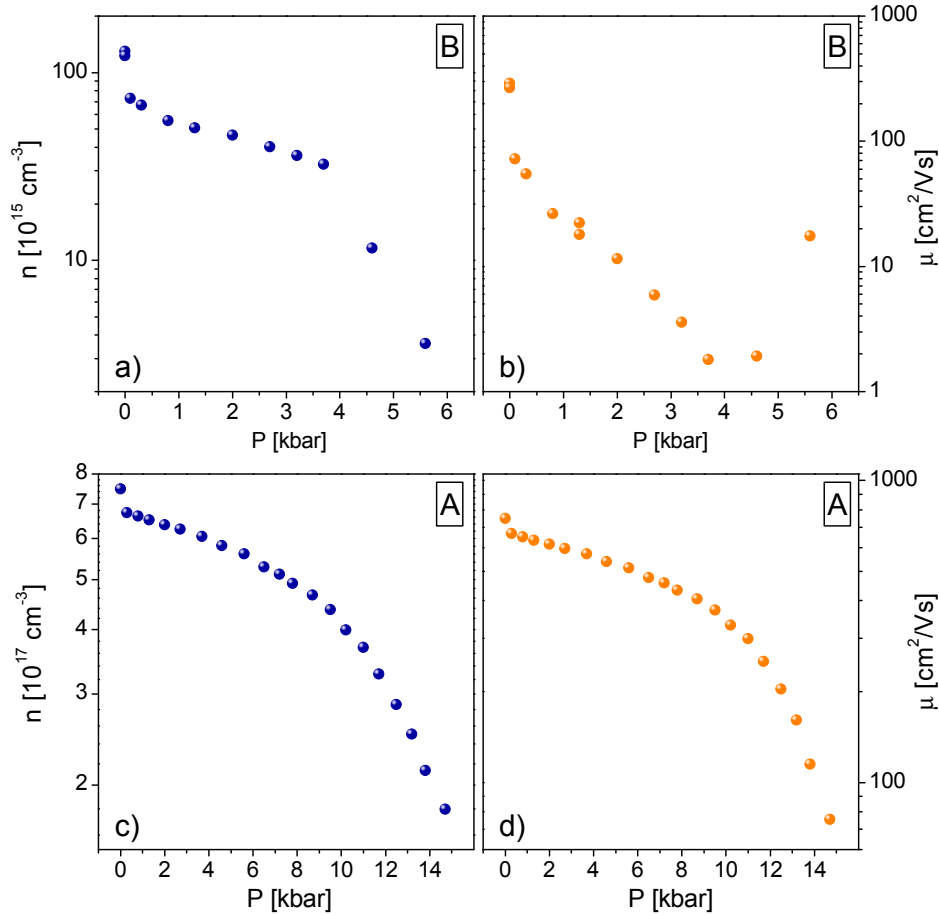 B
100
10
n [10^15 cm^-3]
a)
0 1 2 3 4 5 6
P [kbar]
B
1000
100
10
1
μ [cm^2/Vs]
b)
0 1 2 3 4 5 6
P [kbar]
A
8
7
6
5
4
3
2
n [10^17 cm^-3]
c)
0 2 4 6 8 10 12 14
P [kbar]
A
1000
100
μ [cm^2/Vs]
d)
0 2 4 6 8 10 12 14
P [kbar]